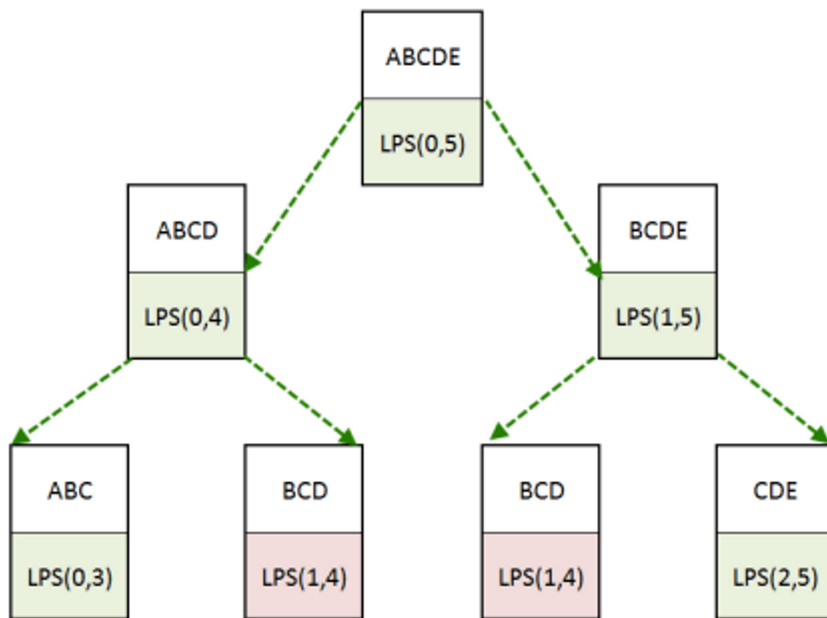 ABCDE
LPS(0,5)
ABCD
LPS(0,4)
BCDE
LPS(1,5)
ABC
LPS(0,3)
BCD
LPS(1,4)
BCD
LPS(1,4)
CDE
LPS(2,5)